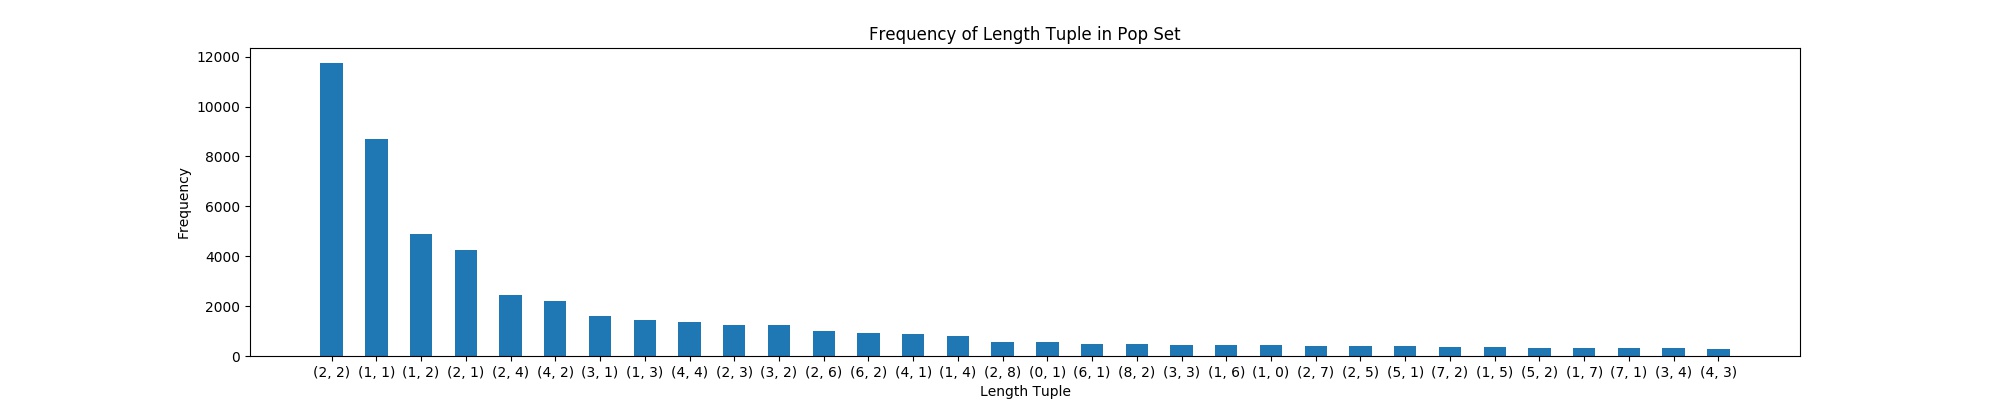 Frequency of Length Tuple in Pop Set
12000
10000
8000
6000
4000
2000
0
Frequency
(2, 2) (1, 1) (1, 2) (2, 1) (2, 4) (4, 2) (3, 1) (1, 3) (4, 4) (2, 3) (3, 2) (2, 6) (6, 2) (4, 1) (1, 4) (2, 8) (0, 1) (6, 1) (8, 2) (3, 3) (1, 6) (1, 0) (2, 7) (2, 5) (5, 1) (7, 2) (1, 5) (5, 2) (1, 7) (7, 1) (3, 4) (4, 3)
Length Tuple